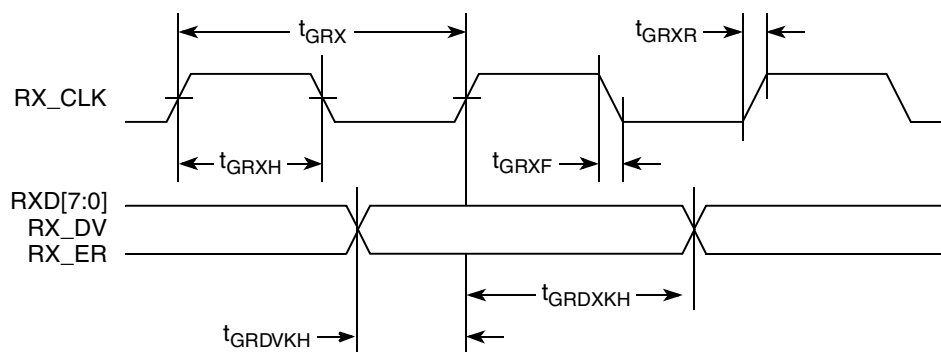 tGRX
tGRXR
RX_CLK
tGRXH
tGRXF
RXD[7:0]
RX_DV
RX_ER
tGRDXKH
tGRDVKH